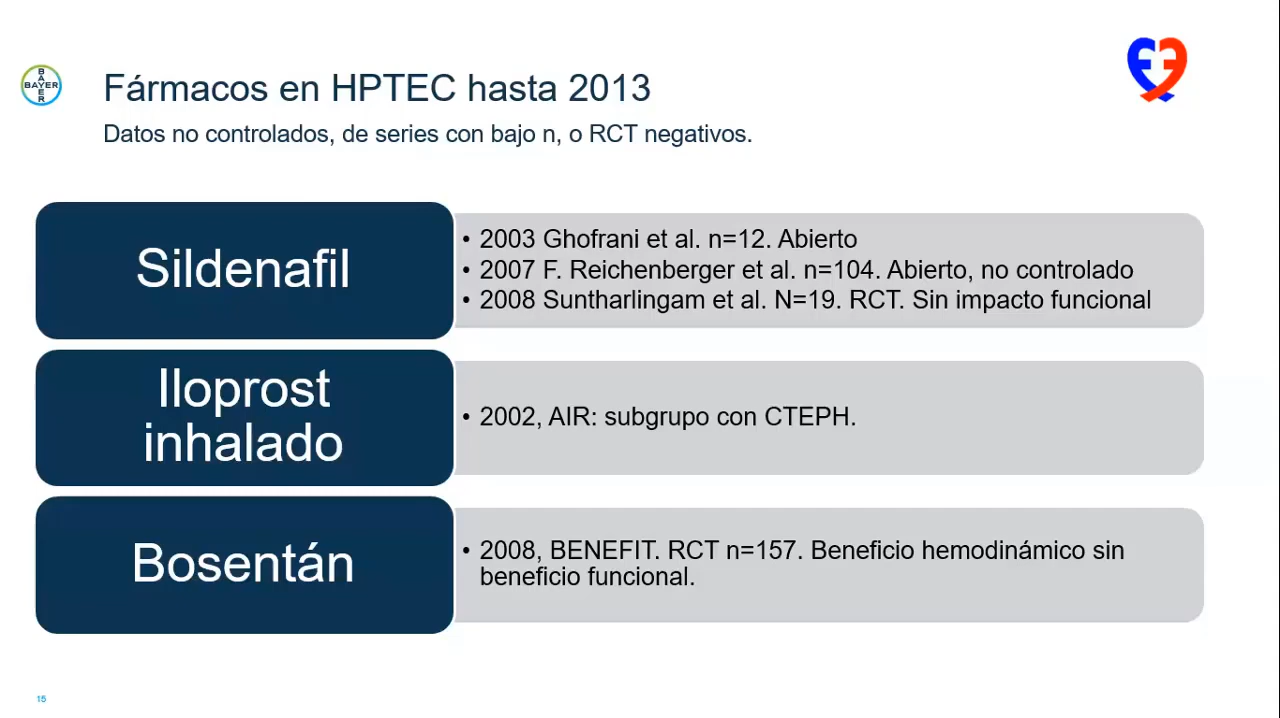 BAYER
BAYER
Fármacos en HPTEC hasta 2013
Datos no controlados, de series con bajo n, o RCT negativos.
Sildenafil
• 2003 Ghofrani et al. n=12. Abierto
• 2007 F. Reichenberger et al. n=104. Abierto, no controlado
• 2008 Suntharlingam et al. N=19. RCT. Sin impacto funcional
Iloprost
inhalado
• 2002, AIR: subgrupo con CTEPH.
Bosentán
• 2008, BENEFIT. RCT n=157. Beneficio hemodinámico sin
beneficio funcional.
15